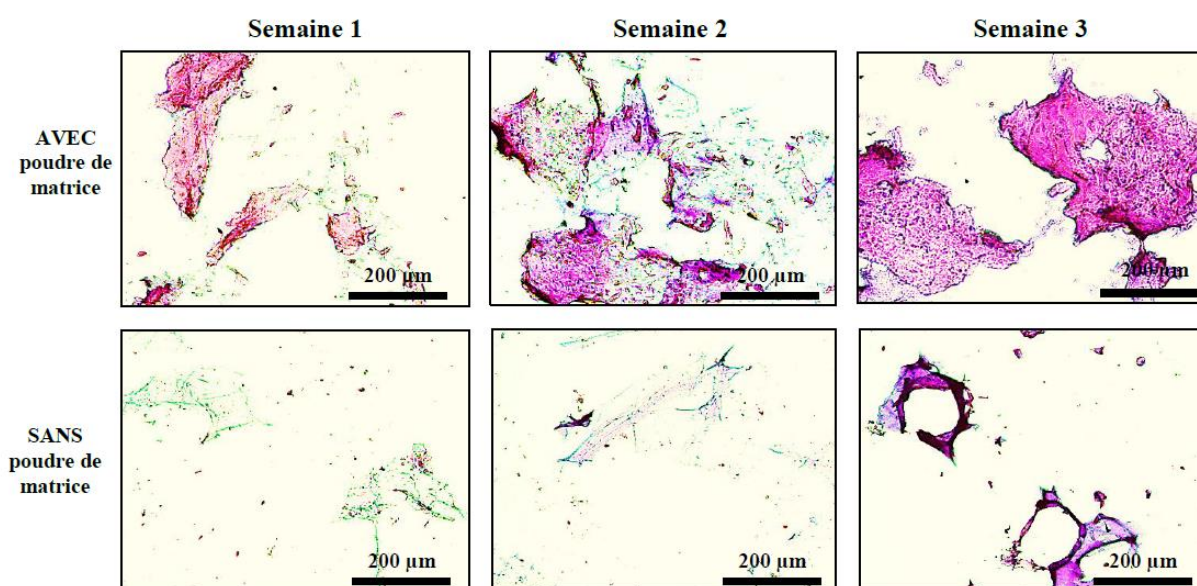 Semaine 1
Semaine 2
Semaine 3
AVEC
poudre de
matrice
200 µm
200 µm
200 µm
SANS
poudre de
matrice
200 µm
200 µm
200 µm